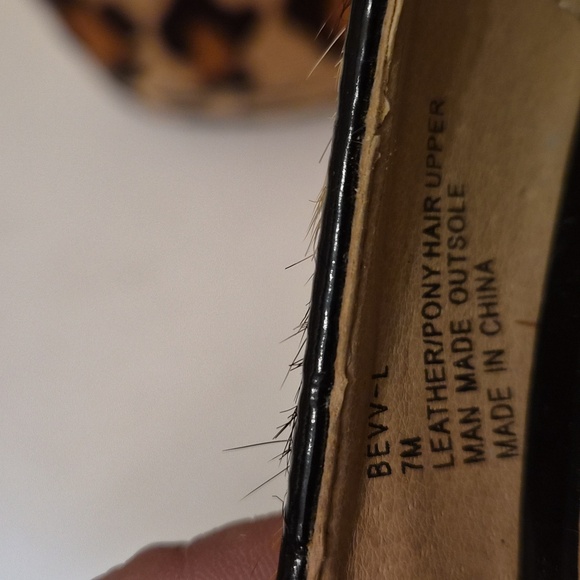 BEVV-L
7M
LEATHER/PONY HAIR UPPER
MAN MADE OUTSOLE
MADE IN CHINA